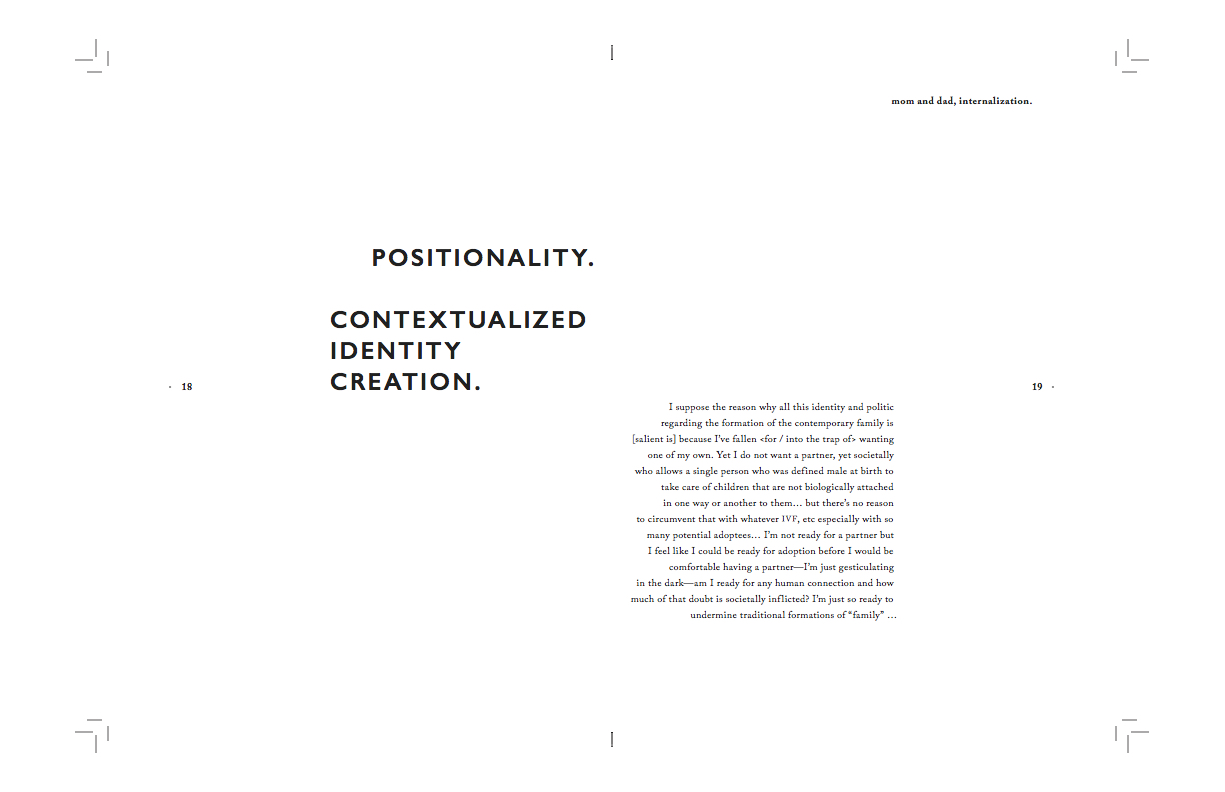 mom and dad, internalization.
POSITIONALITY.
CONTEXTUALIZED
IDENTITY
CREATION.
· 18
19 ·
I suppose the reason why all this identity and politic
regarding the formation of the contemporary family is
[salient is] because I've fallen <for / into the trap of> wanting
one of my own. Yet I do not want a partner, yet societally
who allows a single person who was defined male at birth to
take care of children that are not biologically attached
in one way or another to them… but there's no reason
to circumvent that with whatever IVF, etc especially with so
many potential adoptees… I'm not ready for a partner but
I feel like I could be ready for adoption before I would be
comfortable having a partner—I'm just gesticulating
in the dark—am I ready for any human connection and how
much of that doubt is societally inflicted? I'm just so ready to
undermine traditional formations of “family” …